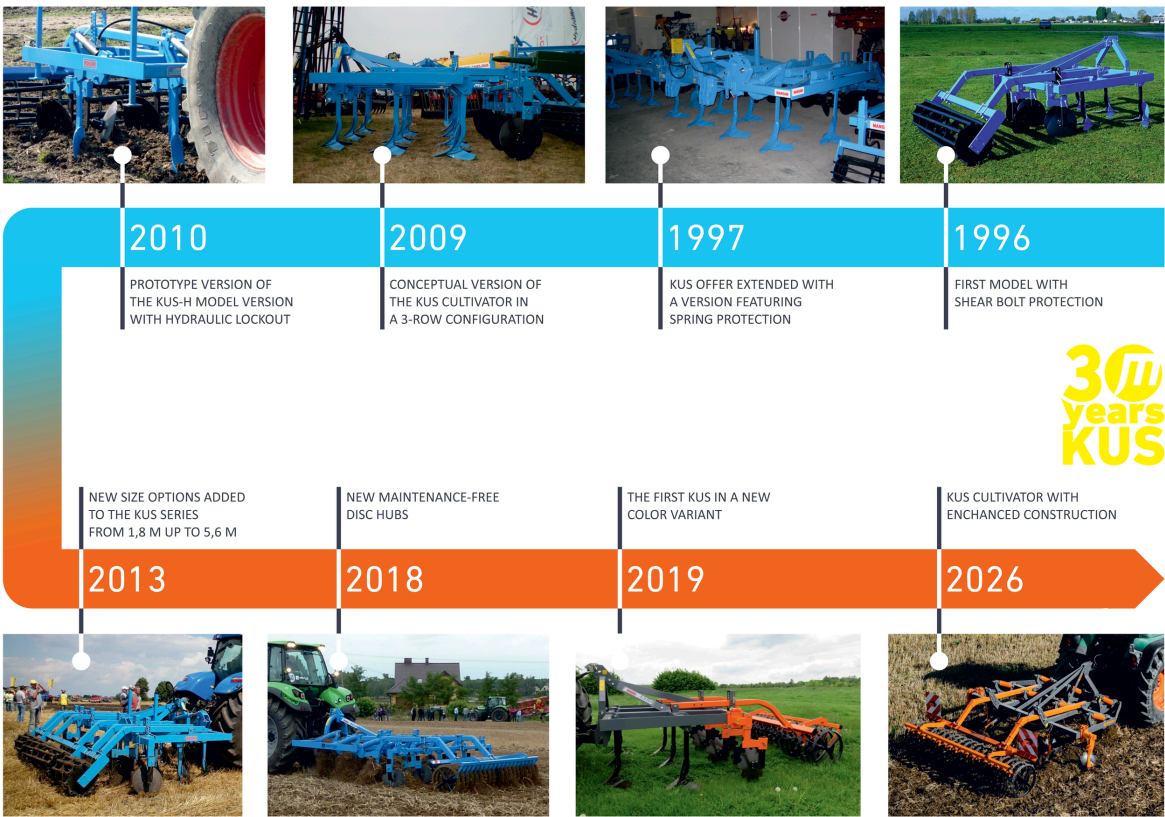 2010
2009
1997
1996
PROTOTYPE VERSION OF
THE KUS-H MODEL VERSION
WITH HYDRAULIC LOCKOUT
CONCEPTUAL VERSION OF
THE KUS CULTIVATOR IN
A 3-ROW CONFIGURATION
KUS OFFER EXTENDED WITH
A VERSION FEATURING
SPRING PROTECTION
FIRST MODEL WITH
SHEAR BOLT PROTECTION
30
years
KUS
NEW SIZE OPTIONS ADDED
TO THE KUS SERIES
FROM 1,8 M UP TO 5,6 M
NEW MAINTENANCE-FREE
DISC HUBS
THE FIRST KUS IN A NEW
COLOR VARIANT
KUS CULTIVATOR WITH
ENCHANCED CONSTRUCTION
2013
2018
2019
2026